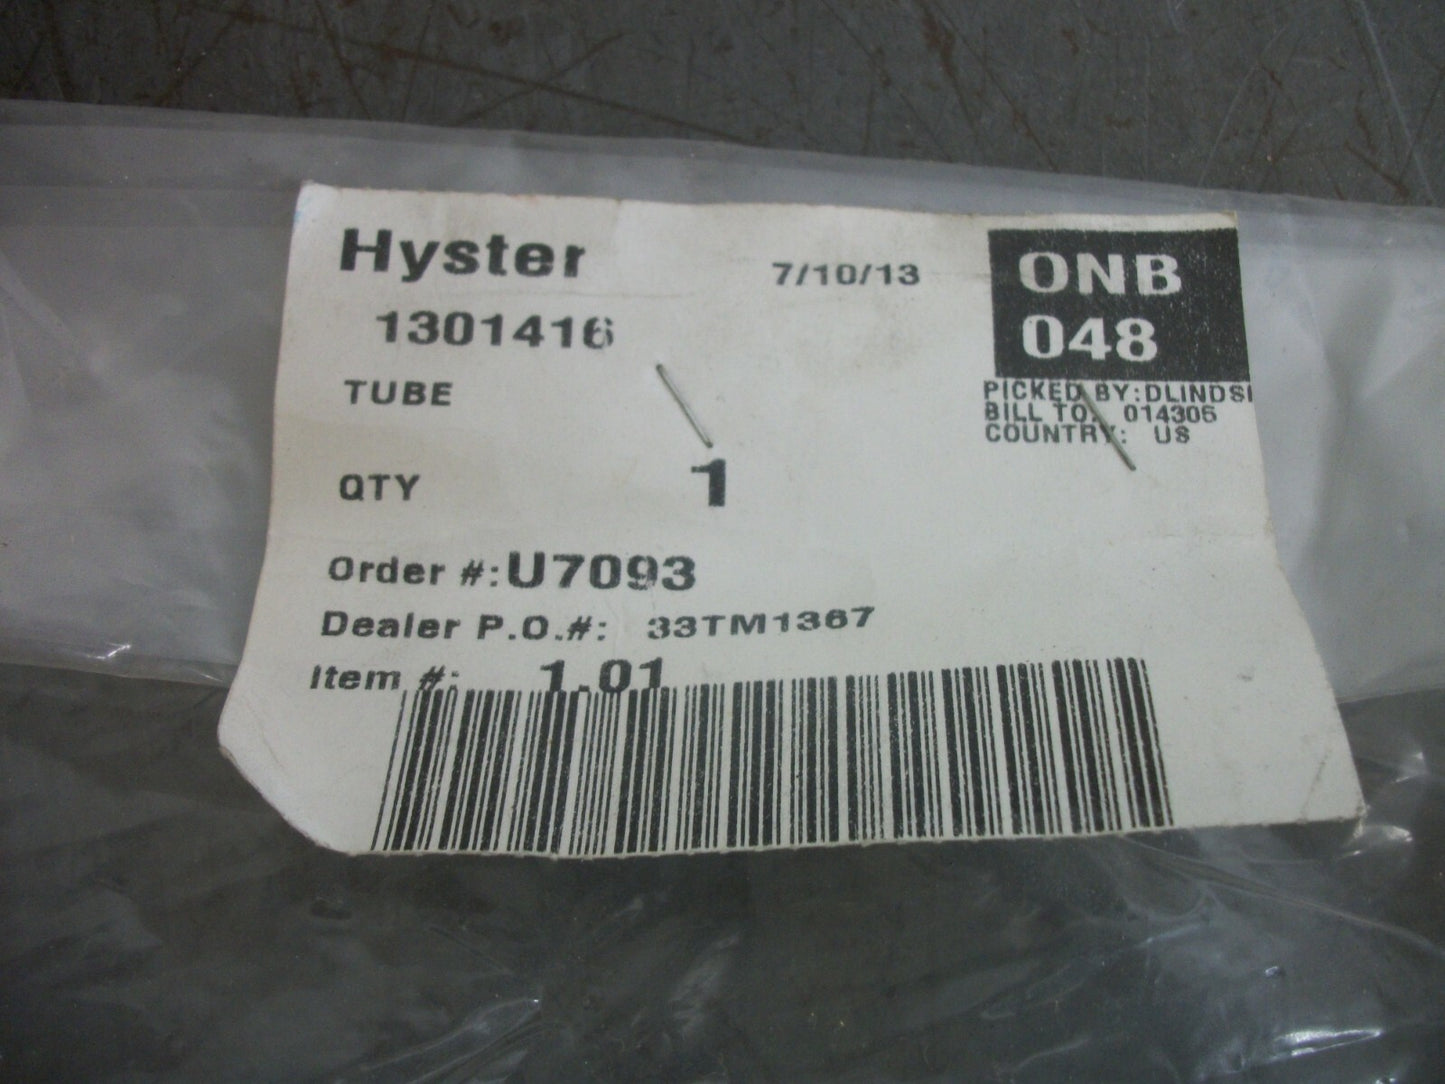 Hyster
7/10/13
ONB
048
1301416
TUBE
PICKED BY:DLINDSI
BILL TO: 014306
COUNTRY: US
QTY 1
Order #:U7093
Dealer P.O.#: 33TM1367
Item #: 1.01